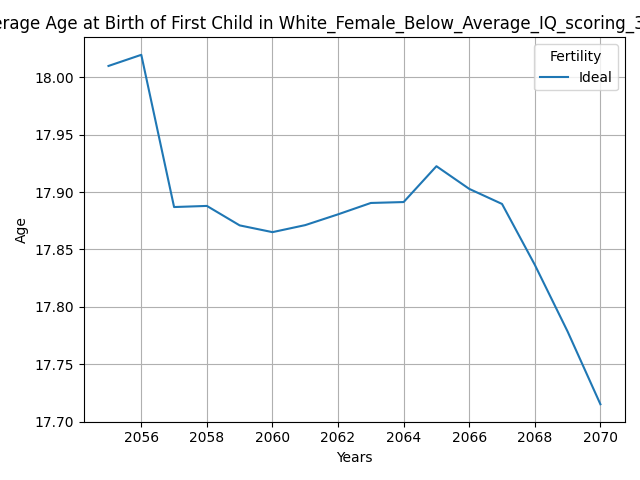 erage Age at Birth of First Child in White_Female_Below_Average_IQ_scoring_3
Fertility
Ideal
18.00
17.95
17.90
17.85
17.80
17.75
17.70
Age
2056 2058 2060 2062 2064 2066 2068 2070
Years